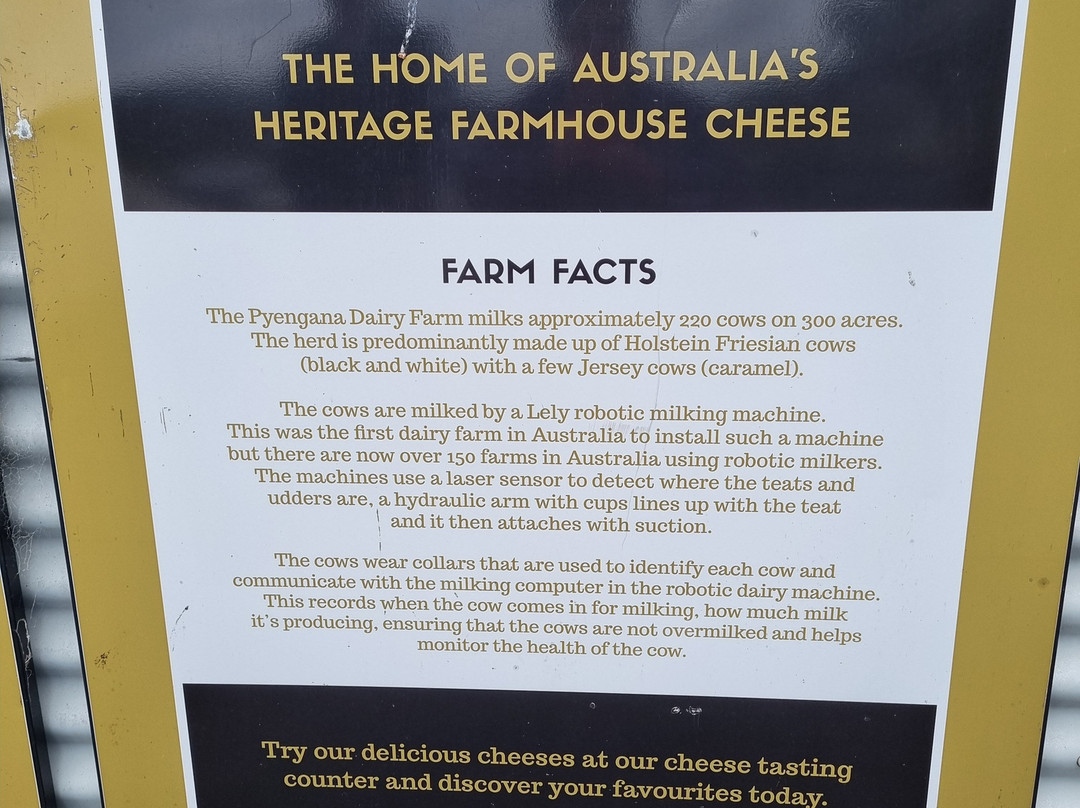 THE HOME OF AUSTRALIA'S
HERITAGE FARMHOUSE CHEESE
FARM FACTS
The Pyengana Dairy Farm milks approximately 220 cows on 300 acres.
The herd is predominantly made up of Holstein Friesian cows
(black and white) with a few Jersey cows (caramel).
The cows are milked by a Lely robotic milking machine.
This was the first dairy farm in Australia to install such a machine
but there are now over 150 farms in Australia using robotic milkers.
The machines use a laser sensor to detect where the teats and
udders are, a hydraulic arm with cups lines up with the teat
and it then attaches with suction.
The cows wear collars that are used to identify each cow and
communicate with the milking computer in the robotic dairy machine.
This records when the cow comes in for milking, how much milk
it's producing, ensuring that the cows are not overmilked and helps
monitor the health of the cow.
Try our delicious cheeses at our cheese tasting
counter and discover your favourites today.